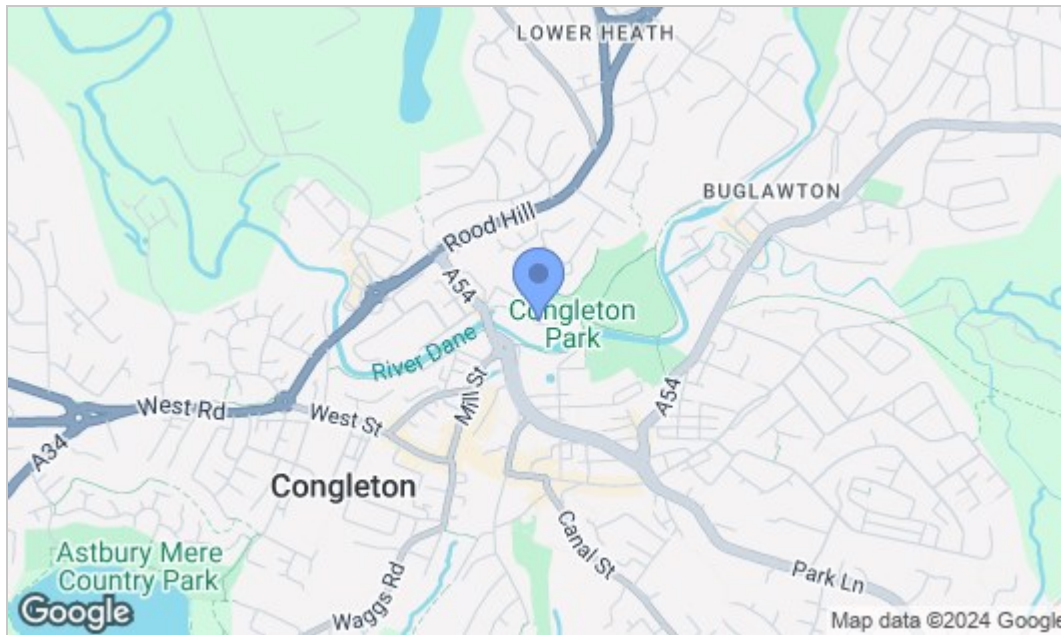 LOWER HEATH
BUGLAWTON
Rood Hill
A54
Congleton
Park
River Dane
Mill St
A54
West Rd
West St
A34
Congleton
Canal St
Astbury Mere
Country Park
Park Ln
Waggs Rd
Google
Map data ©2024 Google